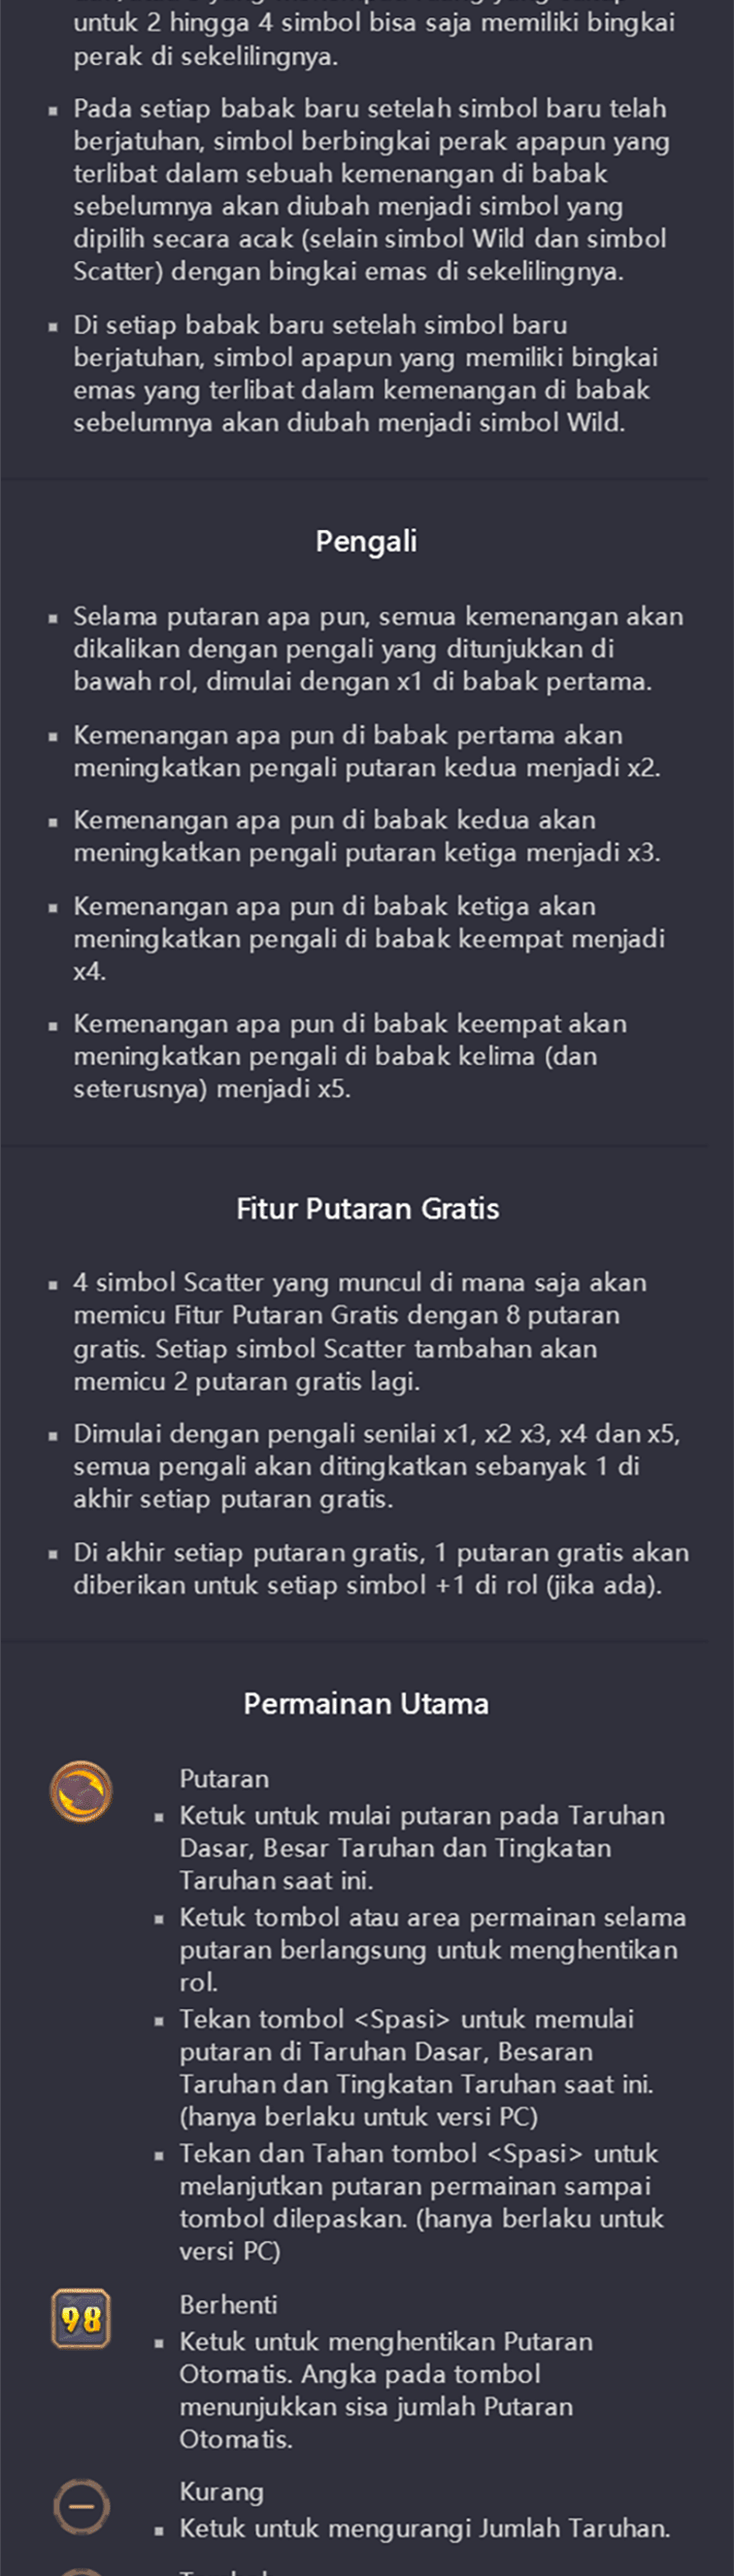 untuk 2 hingga 4 simbol bisa saja memiliki bingkai
perak di sekelilingnya.
Pada setiap babak baru setelah simbol baru telah
berjatuhan, simbol berbingkai perak apapun yang
terlibat dalam sebuah kemenangan di babak
sebelumnya akan diubah menjadi simbol yang
dipilih secara acak (selain simbol Wild dan simbol
Scatter) dengan bingkai emas di sekelilingnya.
Di setiap babak baru setelah simbol baru
berjatuhan, simbol apapun yang memiliki bingkai
emas yang terlibat dalam kemenangan di babak
sebelumnya akan diubah menjadi simbol Wild.
Pengali
Selama putaran apa pun, semua kemenangan akan
dikalikan dengan pengali yang ditunjukkan di
bawah rol, dimulai dengan x1 di babak pertama.
Kemenangan apa pun di babak pertama akan
meningkatkan pengali putaran kedua menjadi x2.
Kemenangan apa pun di babak kedua akan
meningkatkan pengali putaran ketiga menjadi x3.
Kemenangan apa pun di babak ketiga akan
meningkatkan pengali di babak keempat menjadi
x4.
Kemenangan apa pun di babak keempat akan
meningkatkan pengali di babak kelima (dan
seterusnya) menjadi x5.
Fitur Putaran Gratis
4 simbol Scatter yang muncul di mana saja akan
memicu Fitur Putaran Gratis dengan 8 putaran
gratis. Setiap simbol Scatter tambahan akan
memicu 2 putaran gratis lagi.
Dimulai dengan pengali senilai x1, x2 x3, x4 dan x5,
semua pengali akan ditingkatkan sebanyak 1 di
akhir setiap putaran gratis.
Di akhir setiap putaran gratis, 1 putaran gratis akan
diberikan untuk setiap simbol +1 di rol (jika ada).
Permainan Utama
Putaran
Ketuk untuk mulai putaran pada Taruhan
Dasar, Besar Taruhan dan Tingkatan
Taruhan saat ini.
Ketuk tombol atau area permainan selama
putaran berlangsung untuk menghentikan
rol.
Tekan tombol <Spasi> untuk memulai
putaran di Taruhan Dasar, Besaran
Taruhan dan Tingkatan Taruhan saat ini.
(hanya berlaku untuk versi PC)
Tekan dan Tahan tombol <Spasi> untuk
melanjutkan putaran permainan sampai
tombol dilepaskan. (hanya berlaku untuk
versi PC)
98
Berhenti
Ketuk untuk menghentikan Putaran
Otomatis. Angka pada tombol
menunjukkan sisa jumlah Putaran
Otomatis.
Kurang
Ketuk untuk mengurangi Jumlah Taruhan.